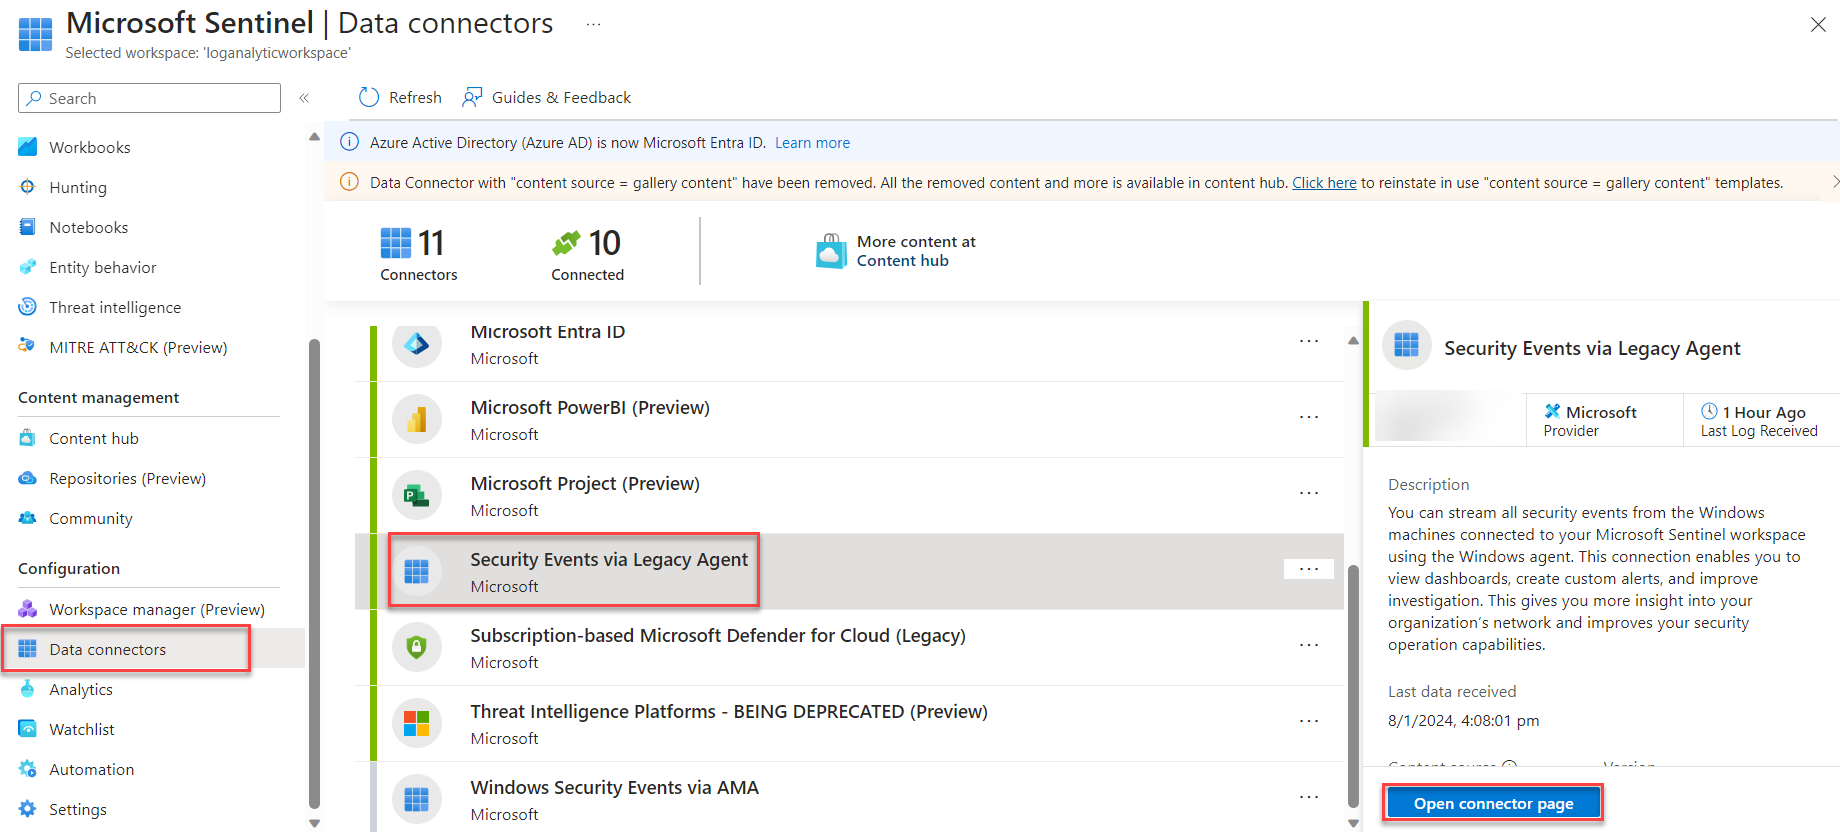 Microsoft Sentinel | Data connectors ...
Selected workspace: 'loganalyticworkspace'
Search
Refresh
Guides & Feedback
Workbooks
Hunting
Notebooks
Entity behavior
Threat intelligence
MITRE ATT&CK (Preview)
Content management
Content hub
Repositories (Preview)
Community
Configuration
Workspace manager (Preview)
Data connectors
Analytics
Watchlist
Automation
Settings
Azure Active Directory (Azure AD) is now Microsoft Entra ID. Learn more
Data Connector with "content source = gallery content" have been removed. All the removed content and more is available in content hub. Click here to reinstate in use "content source = gallery content" templates.
11
Connectors
10
Connected
More content at
Content hub
Microsoft Entra ID
Microsoft
Microsoft PowerBI (Preview)
Microsoft
Microsoft Project (Preview)
Microsoft
Security Events via Legacy Agent
Microsoft
Subscription-based Microsoft Defender for Cloud (Legacy)
Microsoft
Threat Intelligence Platforms - BEING DEPRECATED (Preview)
Microsoft
Windows Security Events via AMA
Microsoft
Security Events via Legacy Agent
Microsoft
Provider
1 Hour Ago
Last Log Received
Description
You can stream all security events from the Windows
machines connected to your Microsoft Sentinel workspace
using the Windows agent. This connection enables you to
view dashboards, create custom alerts, and improve
investigation. This gives you more insight into your
organization's network and improves your security
operation capabilities.
Last data received
8/1/2024, 4:08:01 pm
Content source
Version
Open connector page